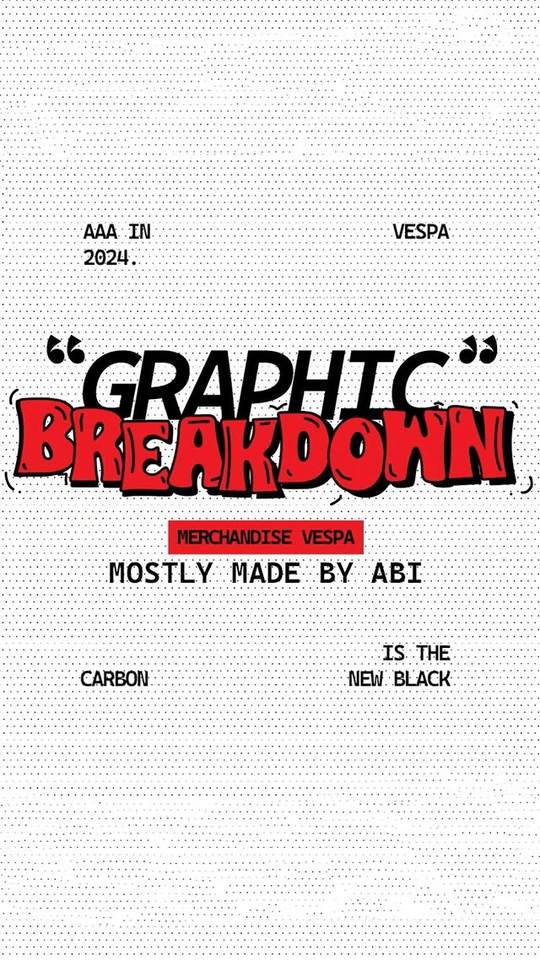 AAA IN
2024.
VESPA
“GRAPHIC”
BREAKDOWN
MERCHANDISE VESPA
MOSTLY MADE BY ABI
CARBON
IS THE
NEW BLACK